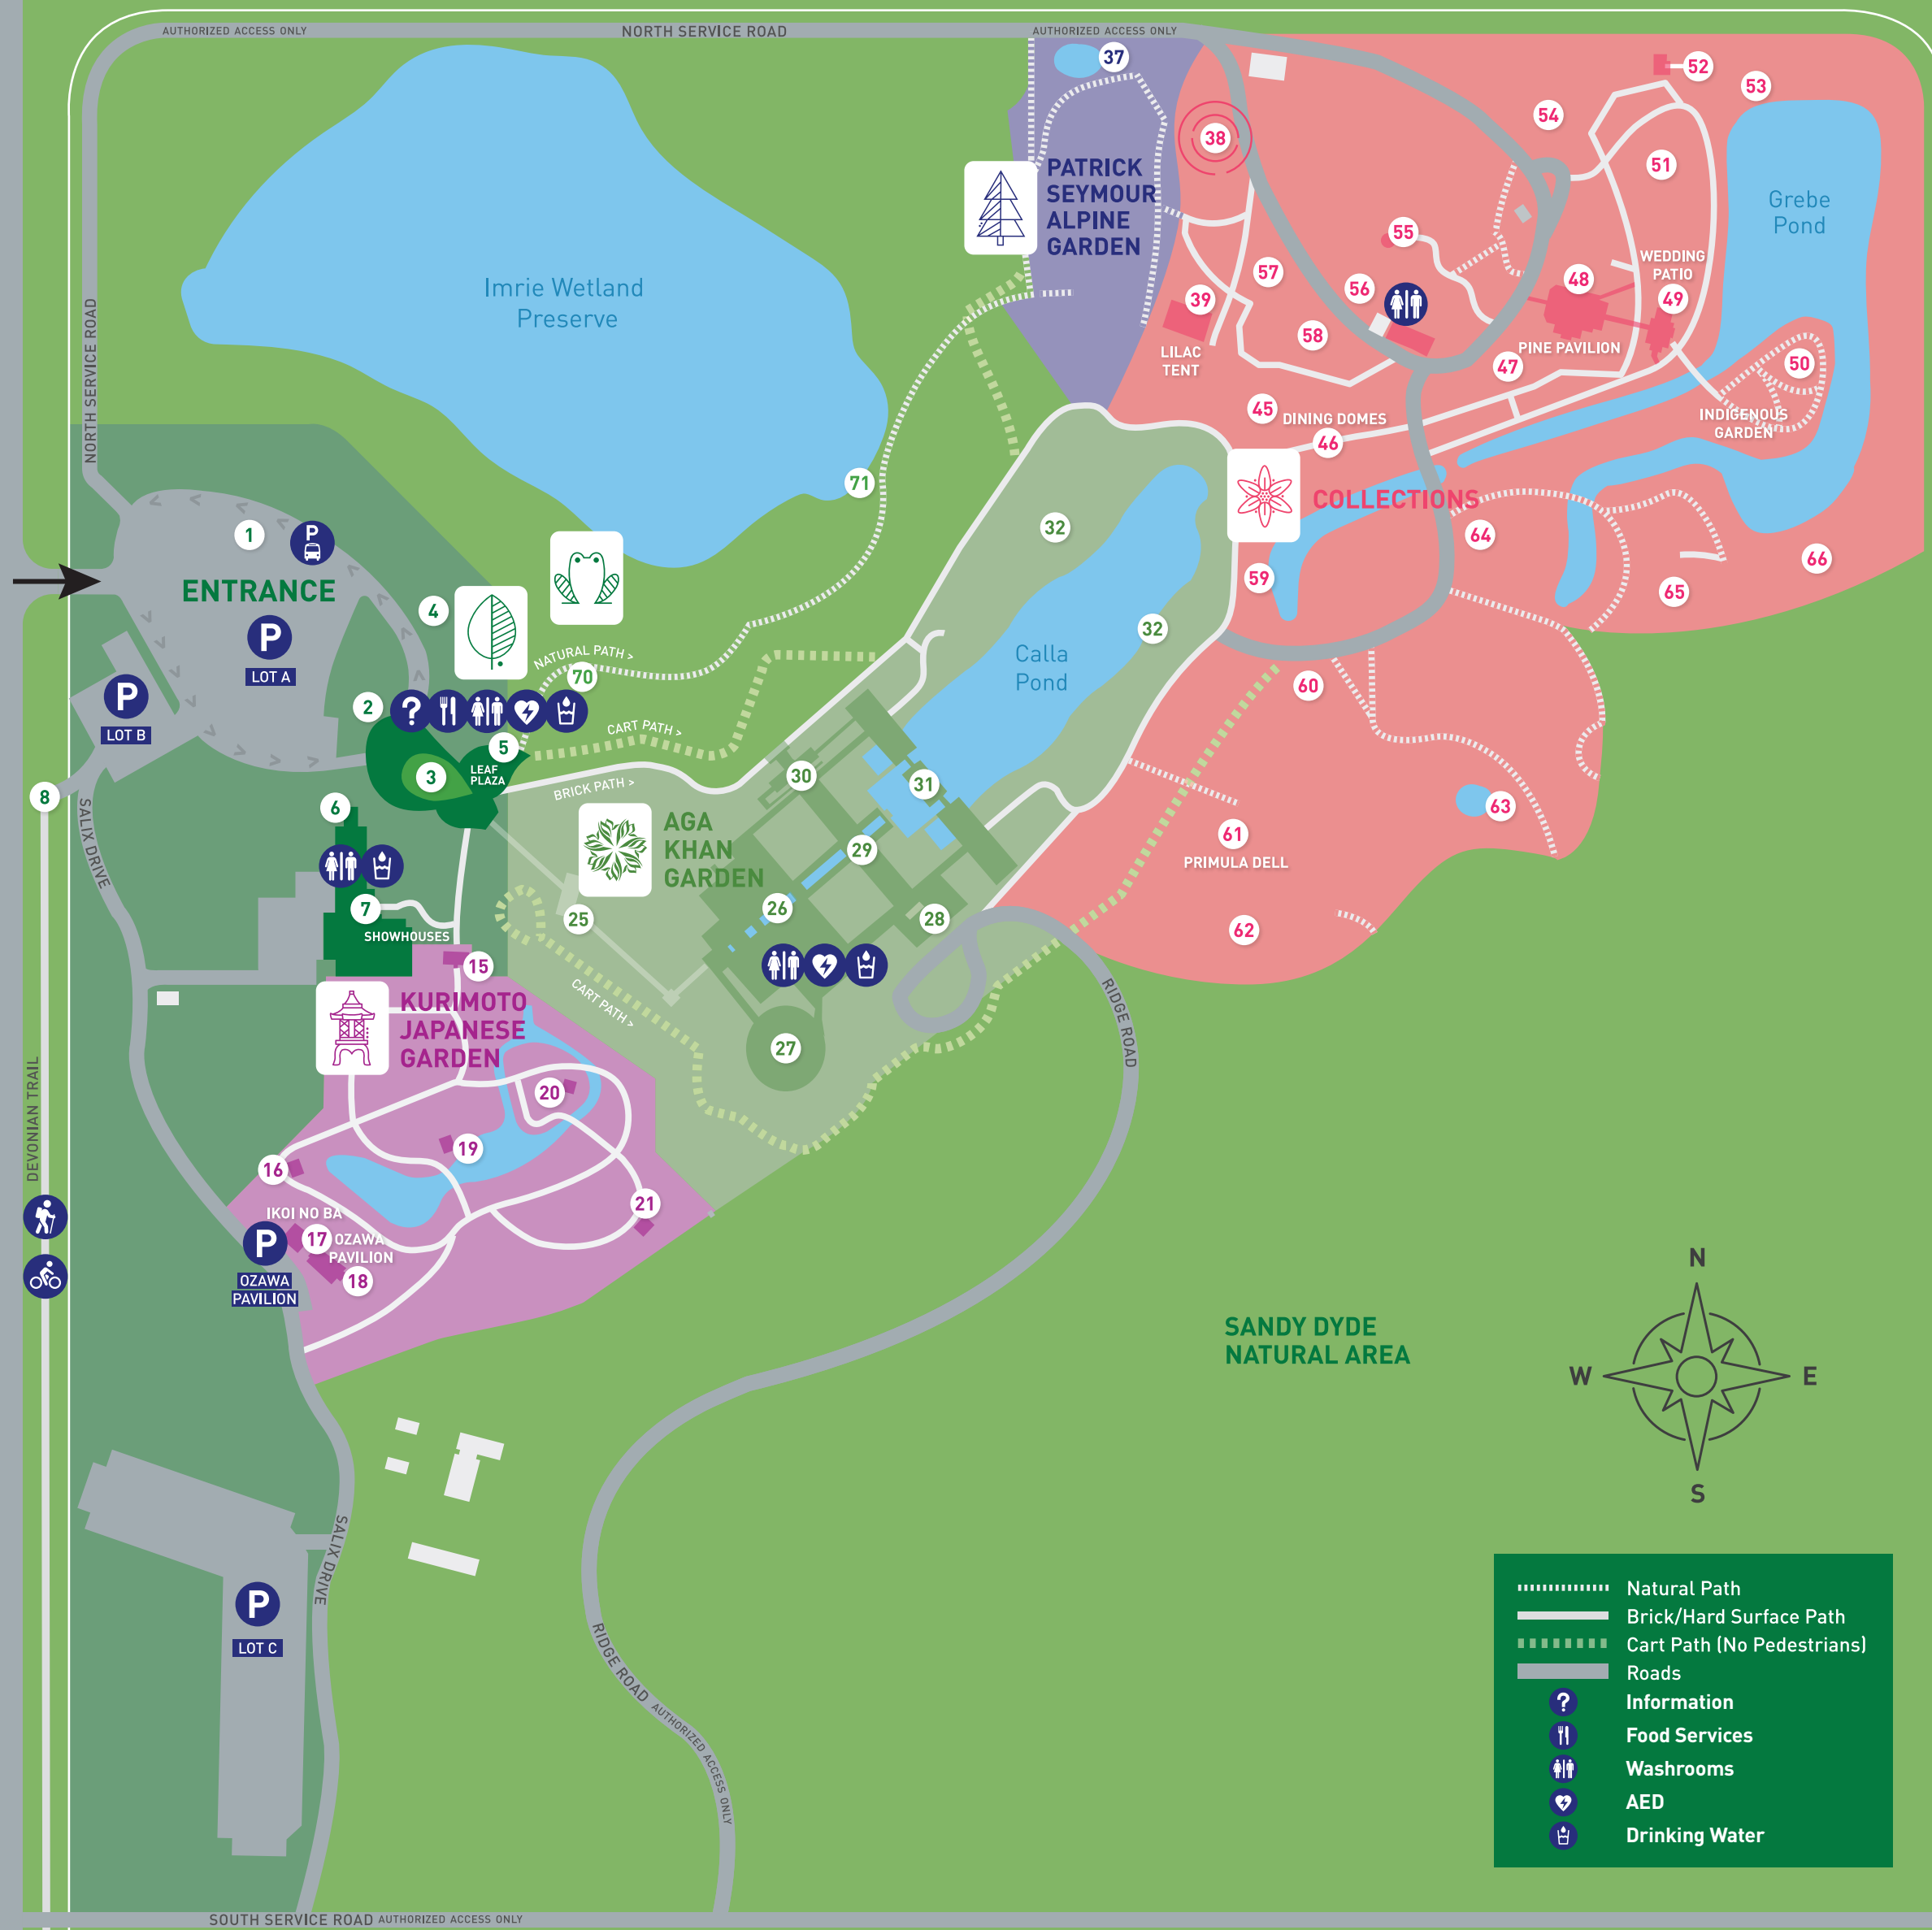 AUTHORIZED ACCESS ONLY
NORTH SERVICE ROAD
AUTHORIZED ACCESS ONLY
37
52
53
54
38
51
PATRICK
SEYMOUR
ALPINE
GARDEN
Grebe
Pond
55
WEDDING
PATIO
57
48
56
49
39
Imrie Wetland
Preserve
58
LILAC
TENT
PINE PAVILION
47
50
NORTH SERVICE ROAD
45
DINING DOMES
46
INDIGENOUS
GARDEN
71
COLLECTIONS
1
P
32
64
66
ENTRANCE
59
65
4
P
LOT A
32
NATURAL PATH >
70
Calla
Pond
60
P
LOT B
2
?
CART PATH >
5
LEAF
PLAZA
3
BRICK PATH >
30
31
8
6
63
SALIX DRIVE
AGA
KHAN
GARDEN
61
PRIMULA DELL
29
7
SHOWHOUSES
25
26
28
62
15
CART PATH >
RIDGE ROAD
KURIMOTO
JAPANESE
GARDEN
27
20
DEVONIAN TRAIL
19
16
21
IKOI NO BA
P
17
OZAWA
PAVILION
18
OZAWA
PAVILION
N
W
E
S
SANDY DYDE
NATURAL AREA
SALIX DRIVE
P
LOT C
RIDGE ROAD AUTHORIZED ACCESS ONLY
Natural Path
Brick/Hard Surface Path
Cart Path (No Pedestrians)
Roads
? Information
Food Services
Washrooms
AED
Drinking Water
SOUTH SERVICE ROAD AUTHORIZED ACCESS ONLY